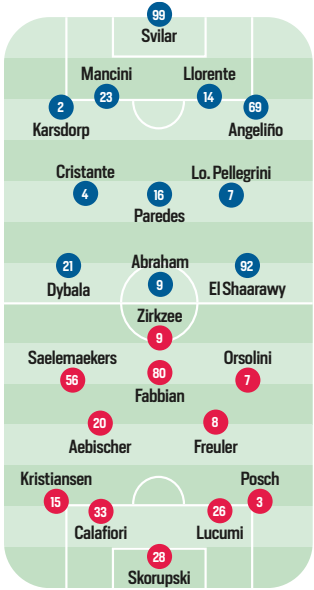 99
Svilar
Mancini
Llorente
23
14
2
69
Karsdorp
Angeliño
Cristante
Lo. Pellegrini
4
16
7
Paredes
21
Abraham
92
Dybala
9
El Shaarawy
Zirkzee
9
Saelemaekers
Orsolini
56
80
7
Fabbian
20
8
Aebischer
Freuler
Kristiansen
Posch
15
33
26
3
Calafiori
Lucumi
28
Skorupski